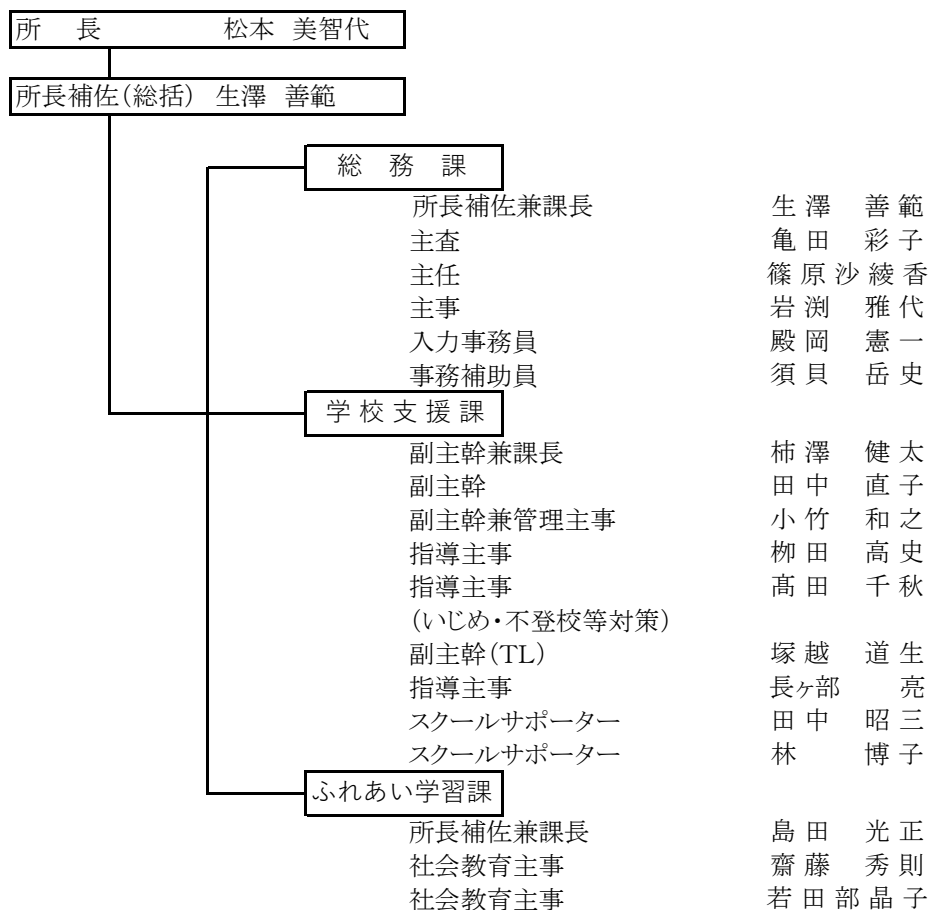 所　長　　　松本　美智代
所長補佐（総括）　生澤　善範
総　務　課
所長補佐兼課長　生澤　善範
主査　亀田　彩子
主任　篠原沙綾香
主事　岩渕　雅代
入力事務員　殿岡　憲一
事務補助員　須貝　岳史
学校支援課
副主幹兼課長　柿澤　健太
副主幹　田中　直子
副主幹兼管理主事　小竹　和之
指導主事　栁田　高史
指導主事　髙田　千秋
（いじめ・不登校等対策）
副主幹（TL）　塚越　道生
指導主事　長ヶ部　亮
スクールサポーター　田中　昭三
スクールサポーター　林　博子
ふれあい学習課
所長補佐兼課長　島田　光正
社会教育主事　齋藤　秀則
社会教育主事　若田部晶子